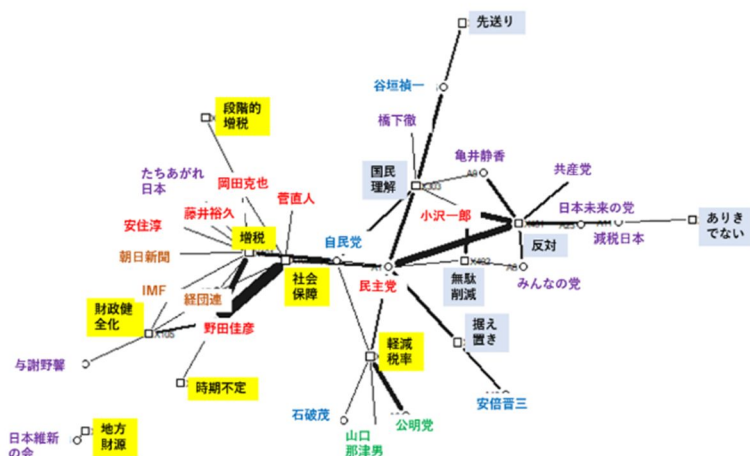 先送り
谷垣禎一
橋下徹
段階的
増税
亀井静香
共産党
国民
理解
たちあがれ
日本
岡田克也
菅直人
小沢一郎
日本未来の党
ありき
でない
藤井裕久
安住淳
増税
自民党
反対
減税日本
朝日新聞
社会
保障
民主党
無駄
削減
みんなの党
IMF
経団連
財政健
全化
野田佳彦
据え
置き
軽減
税率
与謝野馨
時期不定
安倍晋三
石破茂
公明党
山口
那津男
日本維新
の会
地方
財源